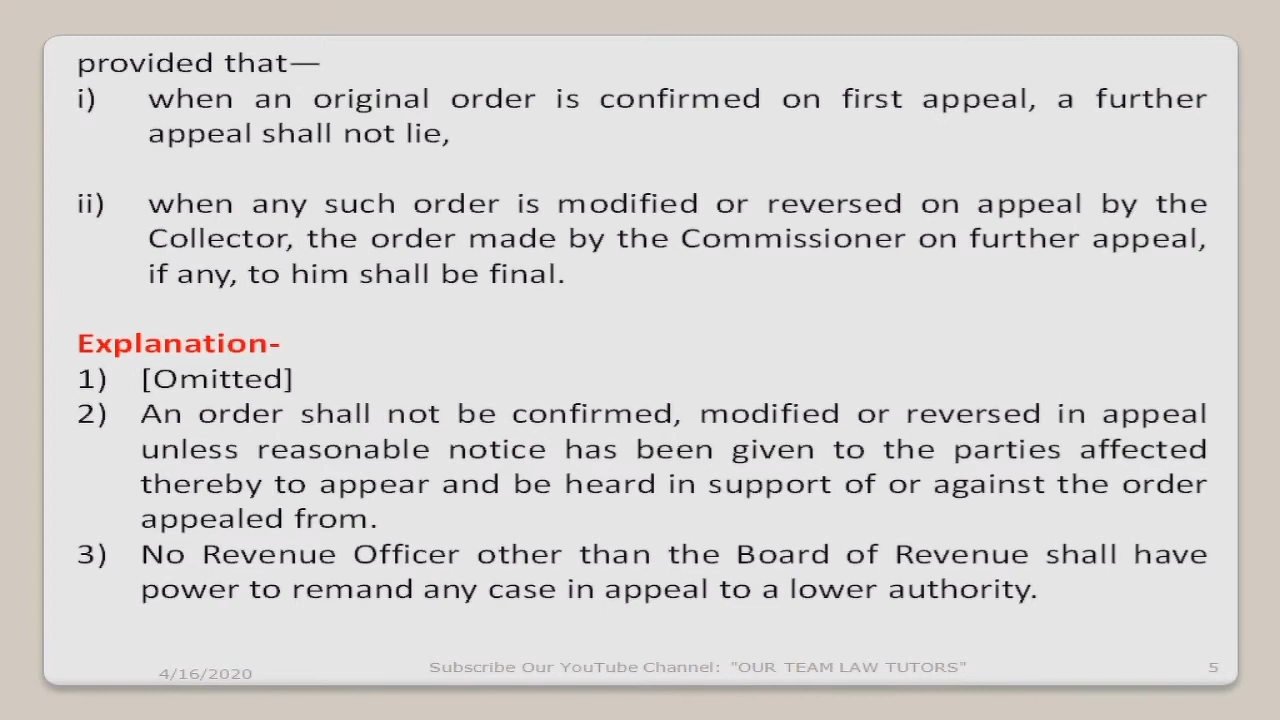 provided that—
i) when an original order is confirmed on first appeal, a further
appeal shall not lie,
ii) when any such order is modified or reversed on appeal by the
Collector, the order made by the Commissioner on further appeal,
if any, to him shall be final.
Explanation-
1) [Omitted]
2) An order shall not be confirmed, modified or reversed in appeal
unless reasonable notice has been given to the parties affected
thereby to appear and be heard in support of or against the order
appealed from.
3) No Revenue Officer other than the Board of Revenue shall have
power to remand any case in appeal to a lower authority.
4/16/2020
Subscribe Our YouTube Channel: "OUR TEAM LAW TUTORS"
5